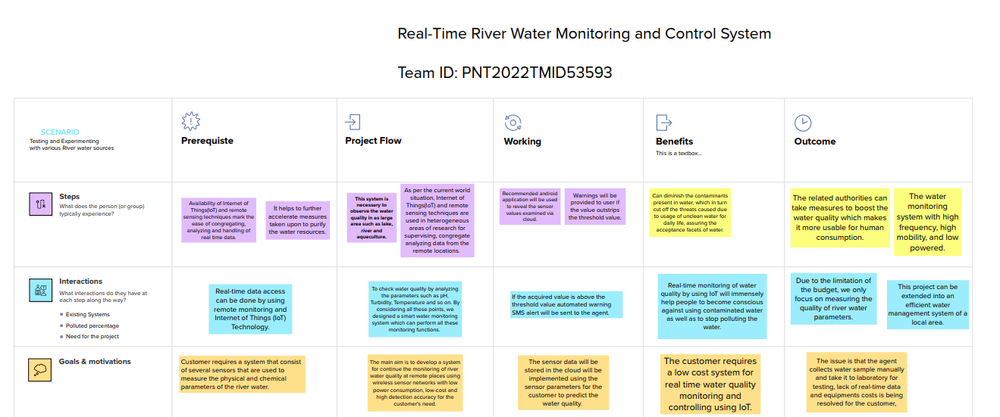 Real-Time River Water Monitoring and Control System
Team ID: PNT2022TMID53593
SCENARIO
Testing and Experimenting
with various River water sources
Prerequiste
Project Flow
Working
Benefits
This is a textbox...
Outcome
Steps
What does the person (or group)
typically experience?
Availability of Internet of
Things(IoT) and remote
sensing techniques mark the
ease of congregating,
analyzing and handling of
real time data.
It helps to further
accelerate measures
taken upon to purify
the water resources.
This system is
necessary to
observe the water
quality in as large
area such as lake,
river and
aquaculture.
As per the current world
situation, Internet of
Things(IoT) and remote
sensing techniques are
used in heterogeneous
areas of research for
supervising, congregate
analyzing data from the
remote locations.
Recommended android
application will be used
to reveal the sensor
values examined via
cloud.
Warnings will be
provided to user if
the value outstrips
the threshold value.
Can diminish the contaminants
present in water, which in turn
cut off the threats caused due
to usage of unclean water for
daily life, assuring the
acceptance facets of water.
The related authorities can
take measures to boost the
water quality which makes
it more usable for human
consumption.
The water
monitoring
system with high
frequency, high
mobility, and low
powered.
Interactions
What interactions do they have at
each step along the way?
Existing Systems
Polluted percentage
Need for the project
Real-time data access
can be done by using
remote monitoring and
Internet of Things (IoT)
Technology.
To check water quality by analyzing
the parameters such as pH,
Turbidity, Temperature and so on. By
considering all these points, we
designed a smart water monitoring
system which can perform all these
monitoring functions.
If the acquired value is above the
threshold value automated warning
SMS alert will be sent to the agent.
Real-time monitoring of water
quality by using IoT will immensely
help people to become conscious
against using contaminated water
as well as to stop polluting the
water.
Due to the limitation of
the budget, we only
focus on measuring the
quality of river water
parameters.
This project can be
extended into an
efficient water
management system of a
local area.
Goals & motivations
Customer requires a system that consist
of several sensors that are used to
measure the physical and chemical
parameters of the river water.
The main aim is to develop a system
for continue the monitoring of river
water quality at remote places using
wireless sensor networks with low
power consumption, low-cost and
high detection accuracy for the
customer's need.
The sensor data will be
stored in the cloud will be
implemented using the
sensor parameters for the
customer to predict the
water quality.
The customer requires
a low cost system for
real time water quality
monitoring and
controlling using IoT.
The issue is that the agent
collects water sample manually
and take it to laboratory for
testing, lack of real-time data
and equipments costs is being
resolved for the customer,